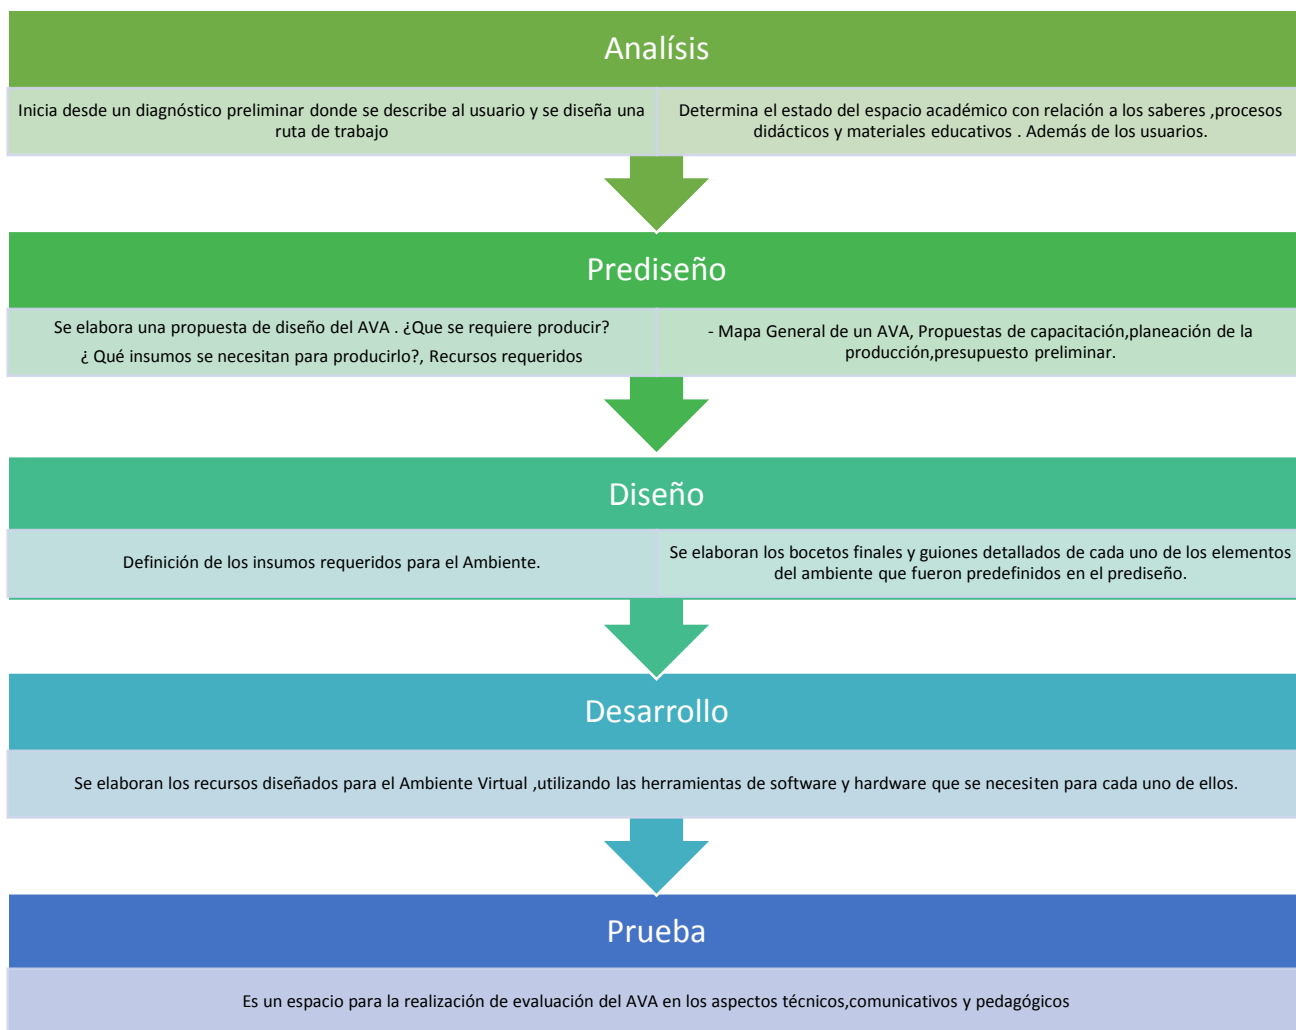 Analísis
Inicia desde un diagnóstico preliminar donde se describe al usuario y se diseña una
ruta de trabajo
Determina el estado del espacio académico con relación a los saberes ,procesos
didácticos y materiales educativos . Además de los usuarios.
Prediseño
Se elabora una propuesta de diseño del AVA . ¿Que se requiere producir?
¿ Qué insumos se necesitan para producirlo?, Recursos requeridos
- Mapa General de un AVA, Propuestas de capacitación,planeación de la
producción,presupuesto preliminar.
Diseño
Definición de los insumos requeridos para el Ambiente.
Se elaboran los bocetos finales y guiones detallados de cada uno de los elementos
del ambiente que fueron predefinidos en el prediseño.
Desarrollo
Se elaboran los recursos diseñados para el Ambiente Virtual ,utilizando las herramientas de software y hardware que se necesiten para cada uno de ellos.
Prueba
Es un espacio para la realización de evaluación del AVA en los aspectos técnicos,comunicativos y pedagógicos